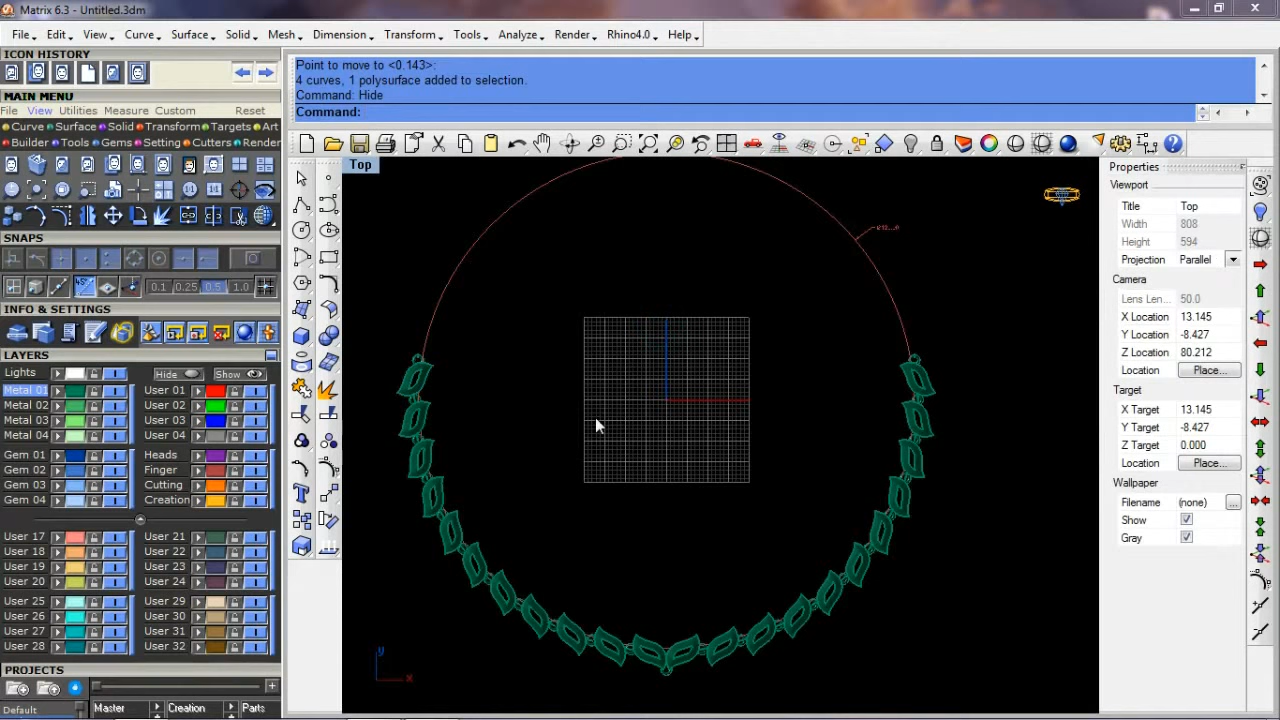 Matrix 6.3 - Untitled.3dm
File Edit View Curve Surface Solid Mesh Dimension Transform Tools Analyze Render Rhino4.0 Help
ICON HISTORY
MAIN MENU
File View Utilities Measure Custom Reset
Curve Surface Solid Transform Targets Art
Builder Tools Gems Setting Cutters Render
SNAPS
45°
0.1 0.25 0.5 1.0
INFO & SETTINGS
LAYERS
Lights Hide Show
Metal 01 User 01
Metal 02 User 02
Metal 03 User 03
Metal 04 User 04
Gem 01 Heads
Gem 02 Finger
Gem 03 Cutting
Gem 04 Creation
User 17 User 21
User 18 User 22
User 19 User 23
User 20 User 24
User 25 User 29
User 26 User 30
User 27 User 31
User 28 User 32
PROJECTS
Default Master Creation Parts
Point to move to <0.143>:
4 curves, 1 polysurface added to selection.
Command: Hide
Command:
Top
y
x
Properties
Viewport
Title Top
Width 808
Height 594
Projection Parallel
Camera
Lens Len... 50.0
X Location 13.145
Y Location -8.427
Z Location 80.212
Location Place...
Target
X Target 13.145
Y Target -8.427
Z Target 0.000
Location Place...
Wallpaper
Filename (none) ...
Show
Gray